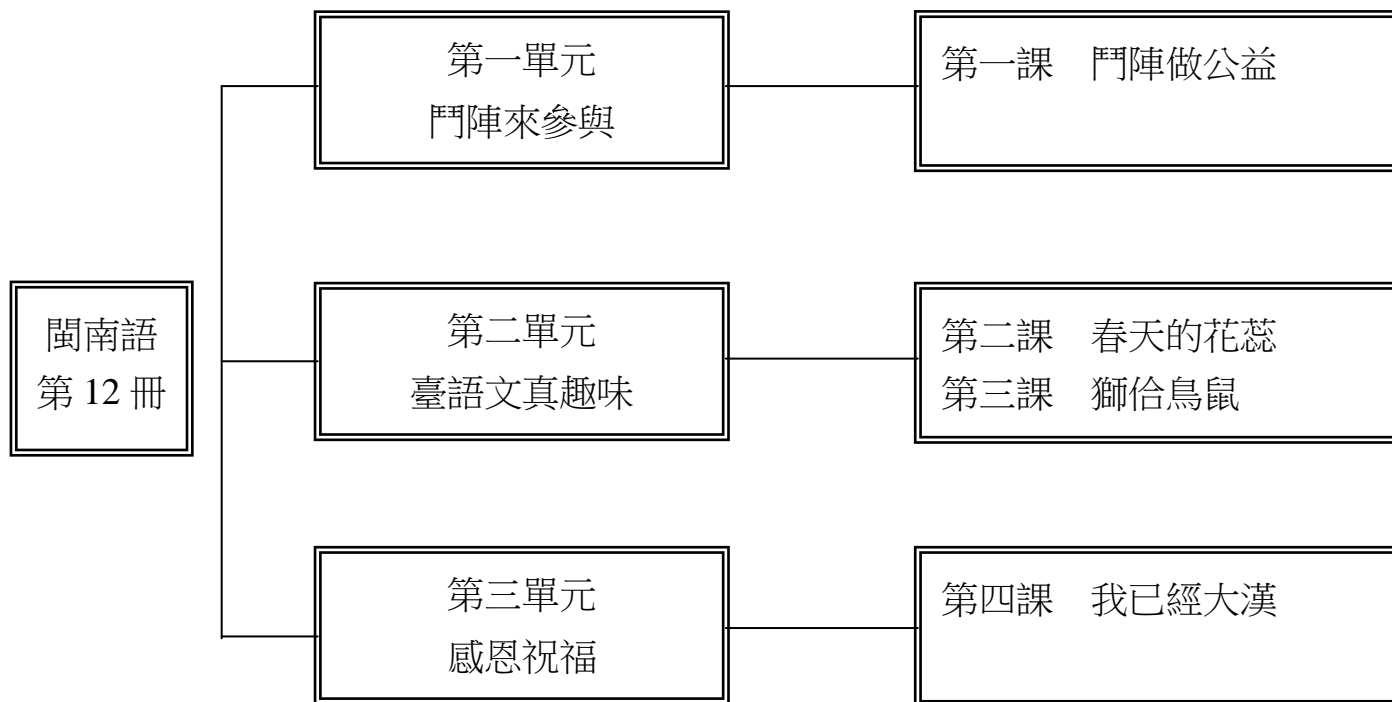 閩南語
第 12 冊
第一單元
鬥陣來參與
第一課 鬥陣做公益
第二單元
臺語文真趣味
第二課 春天的花蕊
第三課 獅佮鳥鼠
第三單元
感恩祝福
第四課 我已經大漢